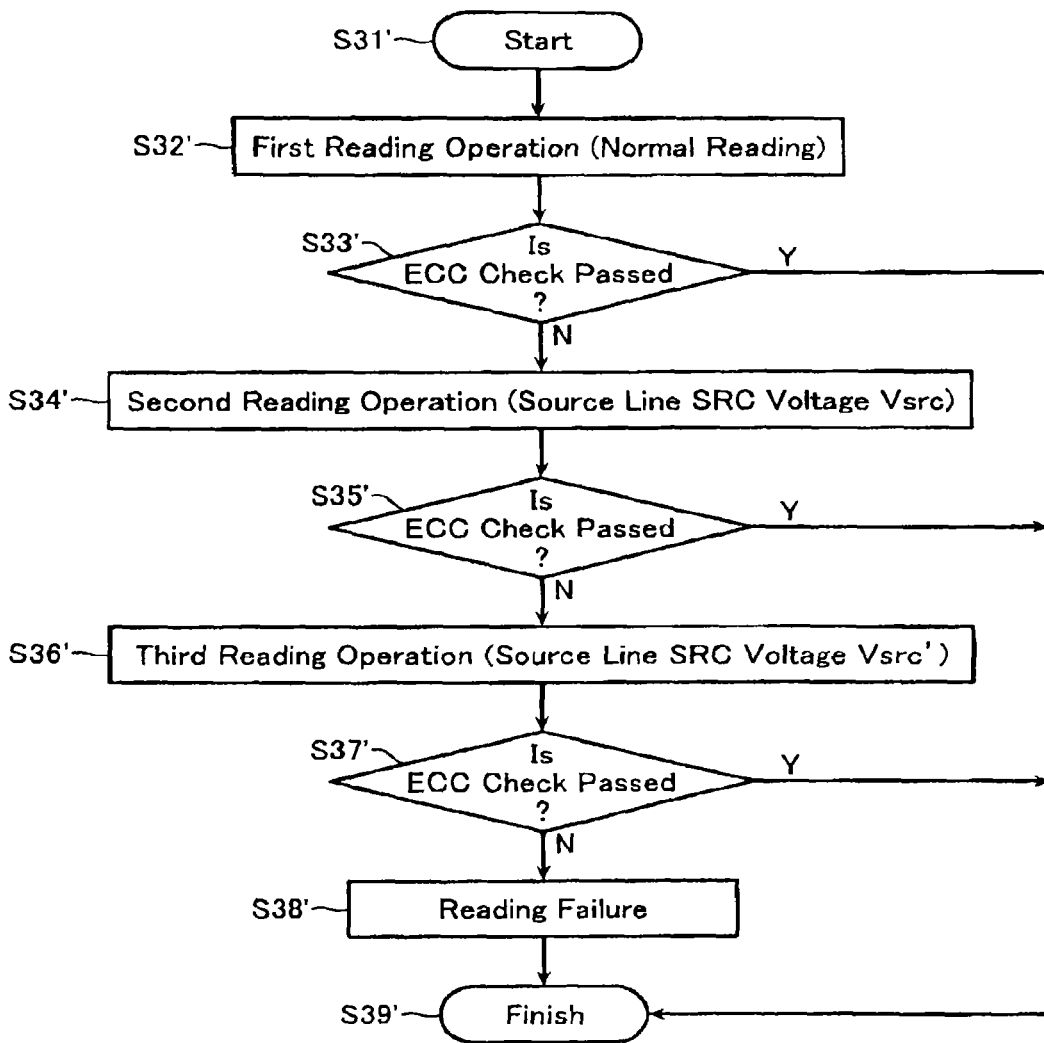 S31' Start
S32' First Reading Operation (Normal Reading)
S33' Is
ECC Check Passed
?
Y
N
S34' Second Reading Operation (Source Line SRC Voltage Vsrc)
S35' Is
ECC Check Passed
?
Y
N
S36' Third Reading Operation (Source Line SRC Voltage Vsrc')
S37' Is
ECC Check Passed
?
Y
N
S38' Reading Failure
S39' Finish